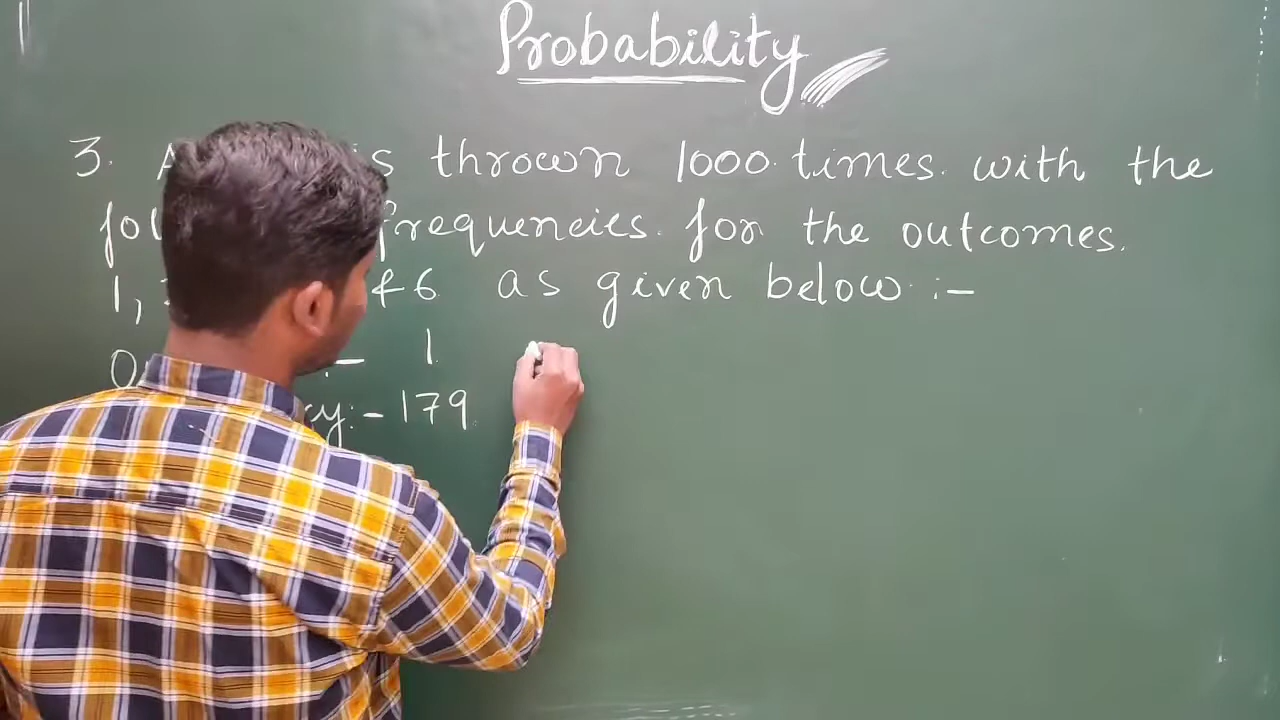 Probability
3. A is thrown 1000 times with the
fol frequencies for the outcomes.
1, &6 as given below :-
:- 1
cy:- 179